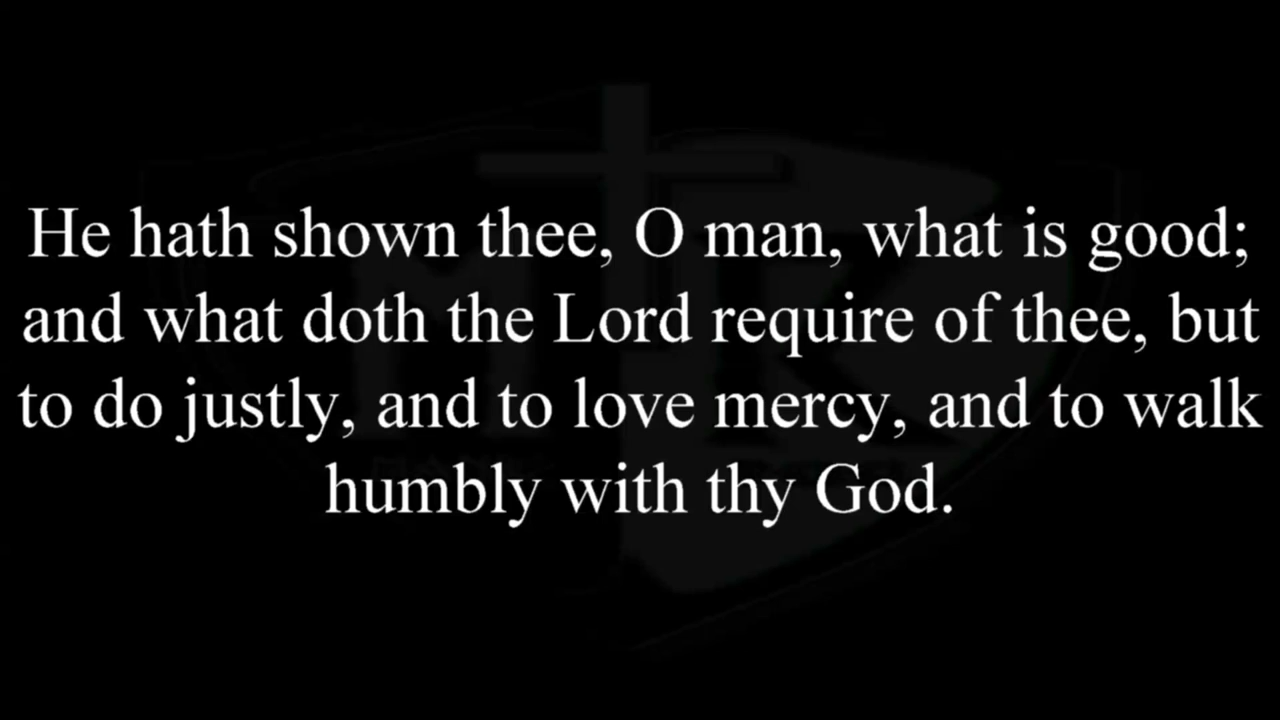 He hath shown thee, O man, what is good;
and what doth the Lord require of thee, but
to do justly, and to love mercy, and to walk
humbly with thy God.